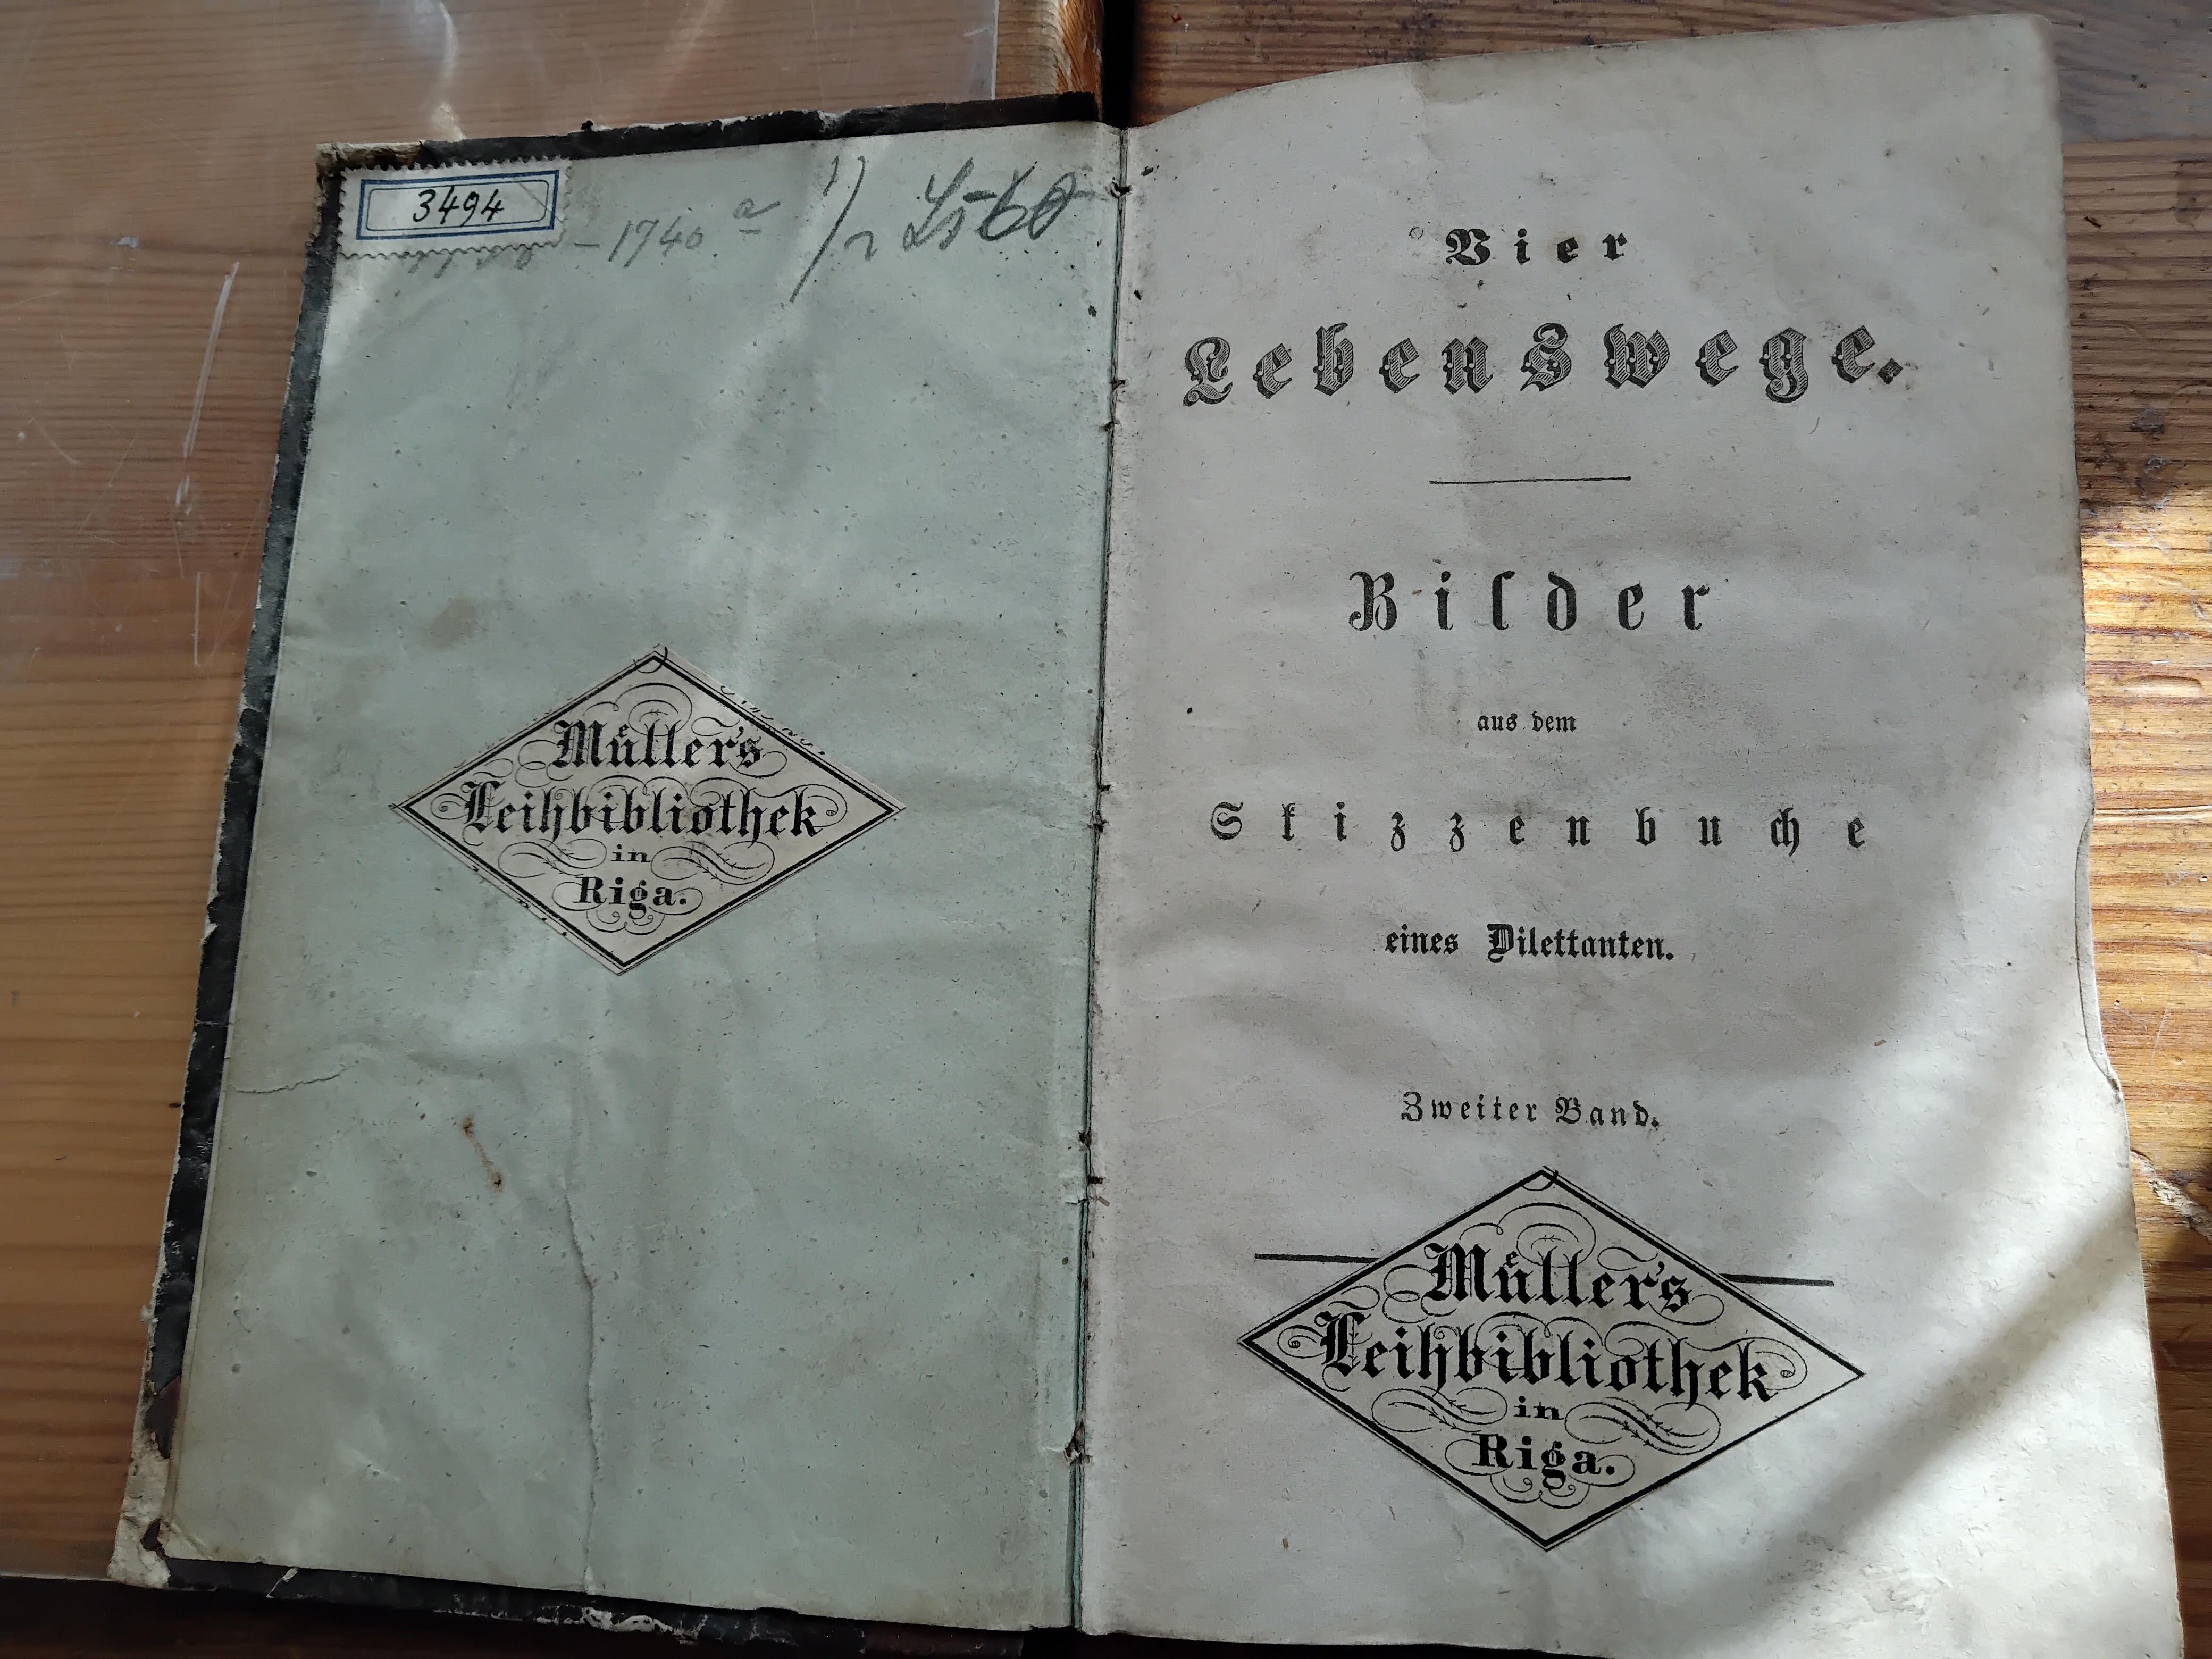 3494
1740 a
Müller's
Leihbibliothek
in
Riga.
Vier
Lebenswege.
Bilder
aus dem
Skizzenbuche
eines Dilettanten.
Zweiter Band.
Müller's
Leihbibliothek
in
Riga.